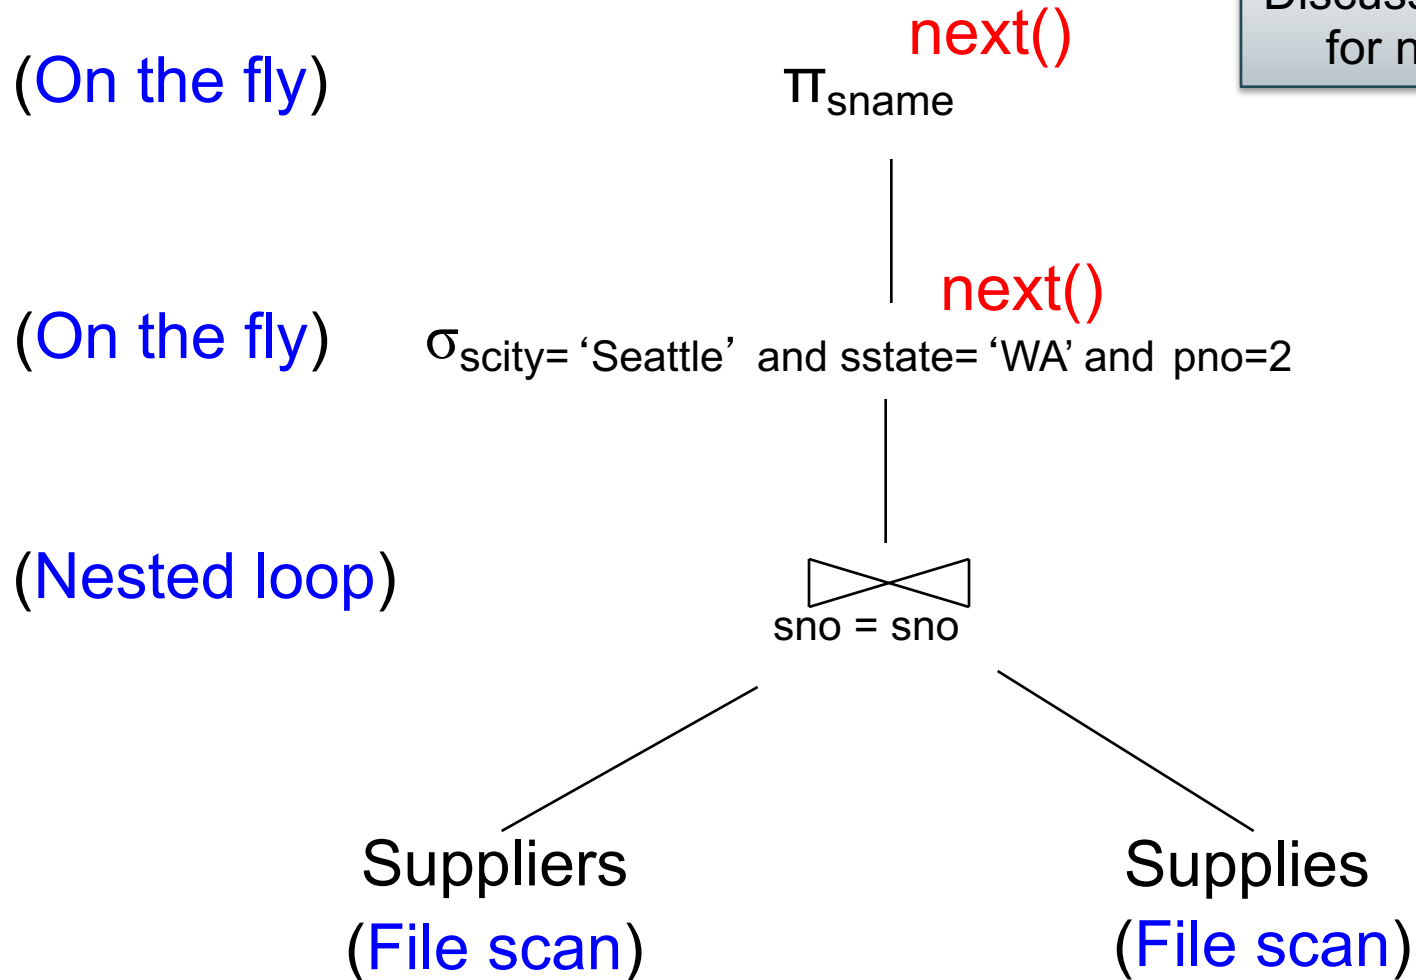 next()
(On the fly)
πsname
for
next()
(On the fly)
σscity= ‘Seattle’ and sstate= ‘WA’ and pno=2
(Nested loop)
sno = sno
Suppliers
Supplies
(File scan)
(File scan)